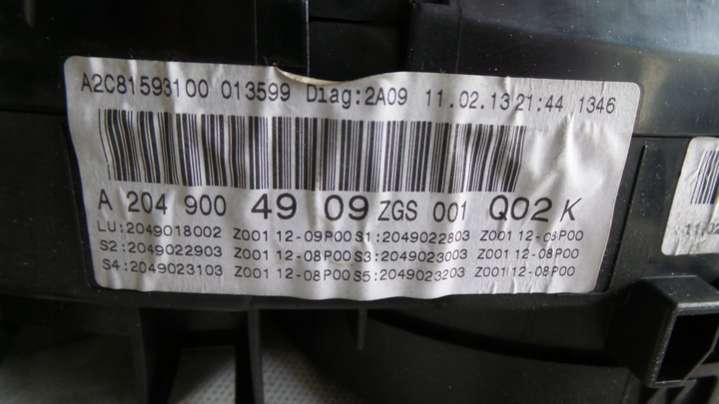 A2C81593100 013599 Diag:2A09 11.02.13 21:44 1346
A 204 900 49 09 ZGS 001 Q02 K
LU:2049018002 Z001 12-09P00 S1:2049022803 Z001 12-08P00
S2:2049022903 Z001 12-08P00 S3:2049023003 Z001 12-08P00
S4:2049023103 Z001 12-08P00 S5:2049023203 Z001 12-08P00